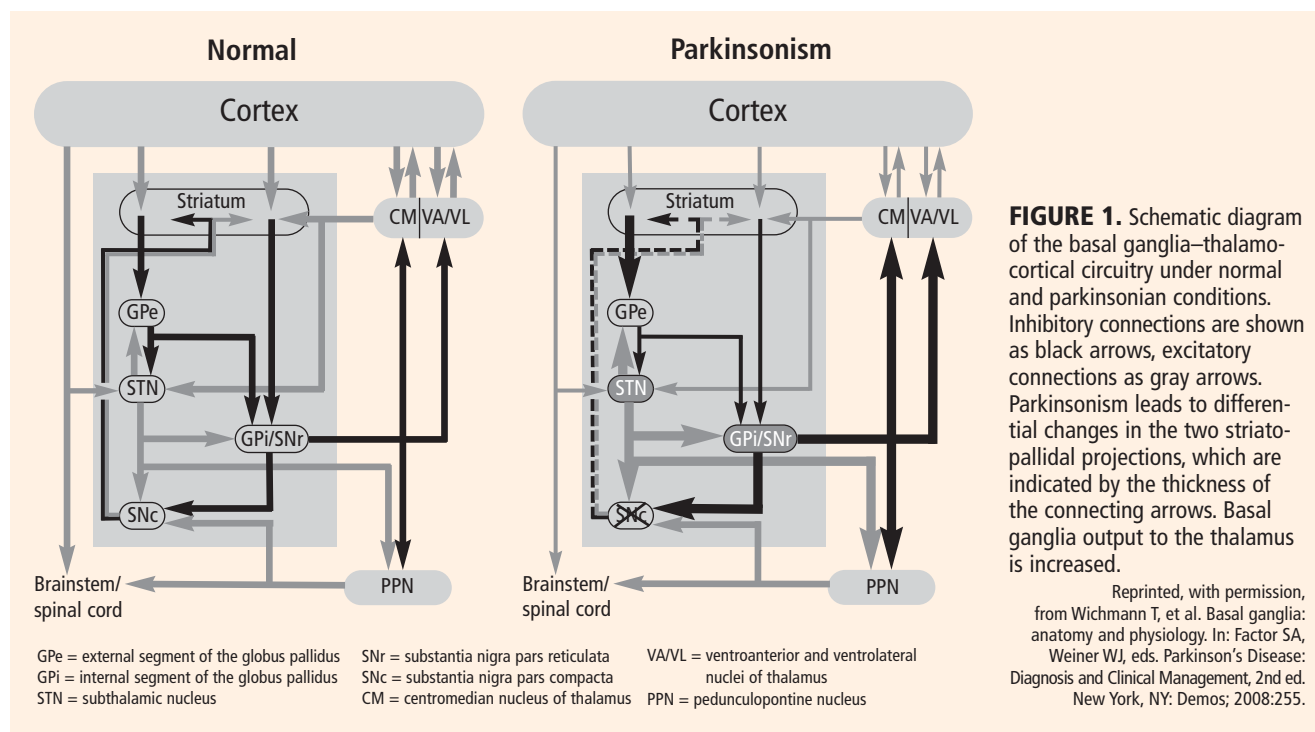 Normal
Cortex
Striatum
CM VA/VL
GPe
STN
GPi/SNr
SNc
Brainstem/
spinal cord
PPN
Parkinsonism
Cortex
Striatum
CM VA/VL
GPe
STN
GPi/SNr
SNc
Brainstem/
spinal cord
PPN
GPe = external segment of the globus pallidus
GPi = internal segment of the globus pallidus
STN = subthalamic nucleus
SNr = substantia nigra pars reticulata
SNc = substantia nigra pars compacta
CM = centromedian nucleus of thalamus
VA/VL = ventroanterior and ventrolateral
nuclei of thalamus
PPN = pedunculopontine nucleus
FIGURE 1. Schematic diagram
of the basal ganglia–thalamo-
cortical circuitry under normal
and parkinsonian conditions.
Inhibitory connections are shown
as black arrows, excitatory
connections as gray arrows.
Parkinsonism leads to differen-
tial changes in the two striato-
pallidal projections, which are
indicated by the thickness of
the connecting arrows. Basal
ganglia output to the thalamus
is increased.
Reprinted, with permission,
from Wichmann T, et al. Basal ganglia:
anatomy and physiology. In: Factor SA,
Weiner WJ, eds. Parkinson’s Disease:
Diagnosis and Clinical Management, 2nd ed.
New York, NY: Demos; 2008:255.